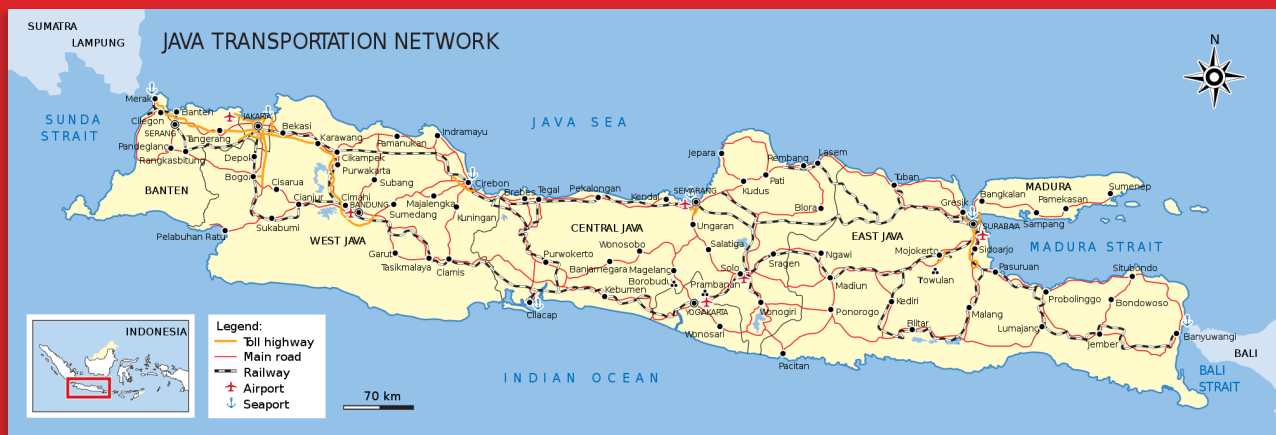 SUMATRA
LAMPUNG
JAVA TRANSPORTATION NETWORK
N
SUNDA
STRAIT
JAVA SEA
Merak
Cilegon
Banten
SERANG
Tangerang
JAKARTA
Bekasi
Pandeglang
Rangkasbitung
Depok
Bogor
BANTEN
Karawang
Pamanukan
Indramayu
Cikampek
Purwakarta
Cisarua
Subang
Cianjur
Cimahi
BANDUNG
Majalengka
Cirebon
Sumedang
Kuningan
Sukabumi
Pelabuhan Ratu
WEST JAVA
Garut
Tasikmalaya
Ciamis
Brebes
Tegal
Pekalongan
Kendal
SEMARANG
CENTRAL JAVA
Ungaran
Wonosobo
Salatiga
Purwokerto
Banjarnegara
Magelang
Borobudur
Solo
Prambanan
Kebumen
YOGYAKARTA
Cilacap
Wonosari
Wonogiri
Pacitan
Jepara
Rembang
Lasem
Kudus
Pati
Blora
Tuban
EAST JAVA
Sragen
Ngawi
Madiun
Ponorogo
Mojokerto
Towulan
Kediri
Blitar
Malang
Gresik
SURABAYA
Sidoarjo
Pasuruan
Bangkalan
MADURA
Sumenep
Pamekasan
Sampang
MADURA STRAIT
Situbondo
Probolinggo
Bondowoso
Lumajang
Jember
Banyuwangi
BALI
BALI
STRAIT
INDIAN OCEAN
INDONESIA
Legend:
Toll highway
Main road
Railway
Airport
Seaport
70 km